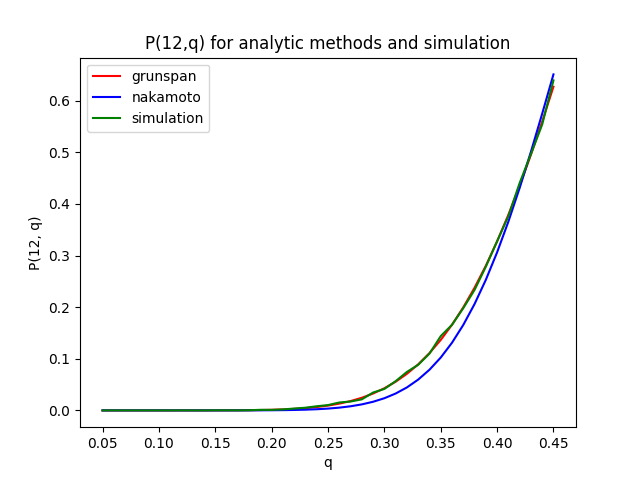 P(12,q) for analytic methods and simulation
grunspan
nakamoto
simulation
P(12, q)
0.6
0.5
0.4
0.3
0.2
0.1
0.0
0.05 0.10 0.15 0.20 0.25 0.30 0.35 0.40 0.45
q